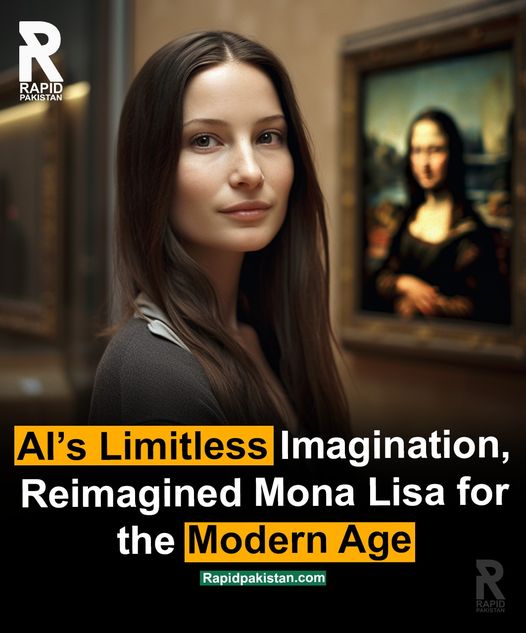 R
RAPID
PAKISTAN
AI's Limitless Imagination,
Reimagined Mona Lisa for
the Modern Age
Rapidpakistan.com
R
RAPID
PAKISTAN